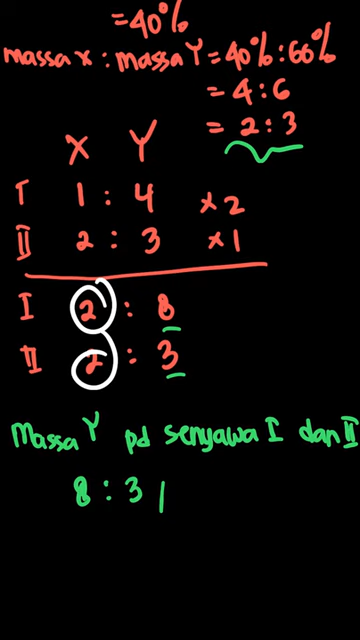 =40%
massa x : massa Y = 40% : 60%
= 4 : 6
= 2 : 3
X Y
I 1 : 4 x2
II 2 : 3 x1
I 2 : 8
II 2 : 3
Massa Y pd senyawa I dan II
8 : 3